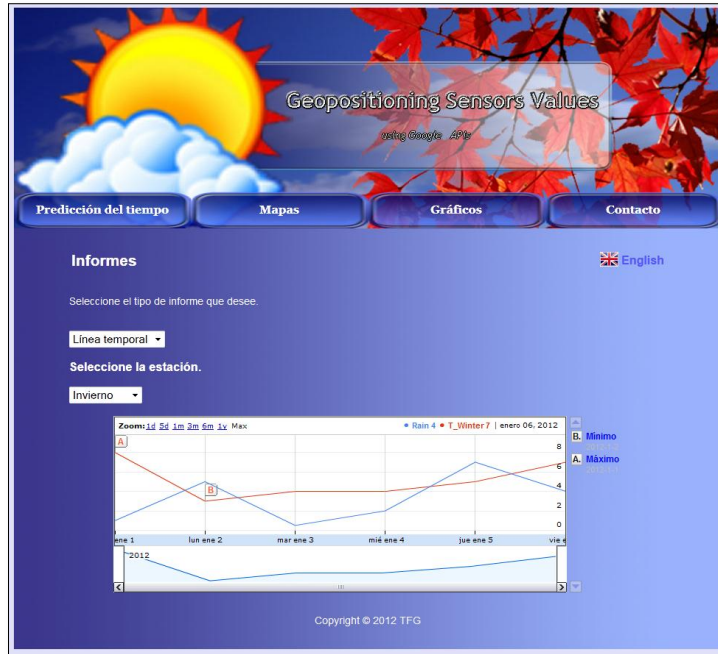 Geopositioning Sensors Values
using Google APIs
Predicción del tiempo
Mapas
Gráficos
Contacto
Informes
English
Seleccione el tipo de informe que desee.
Línea temporal
Seleccione la estación.
Invierno
Zoom: 1d 5d 1m 3m 6m 1y Max
Rain 4 T_Winter 7 | enero 06, 2012
A
B
8
6
4
2
0
ene 1 lun ene 2 mar ene 3 mié ene 4 jue ene 5 vie e
2012
B. Mínimo
A. Máximo
Copyright © 2012 TFG